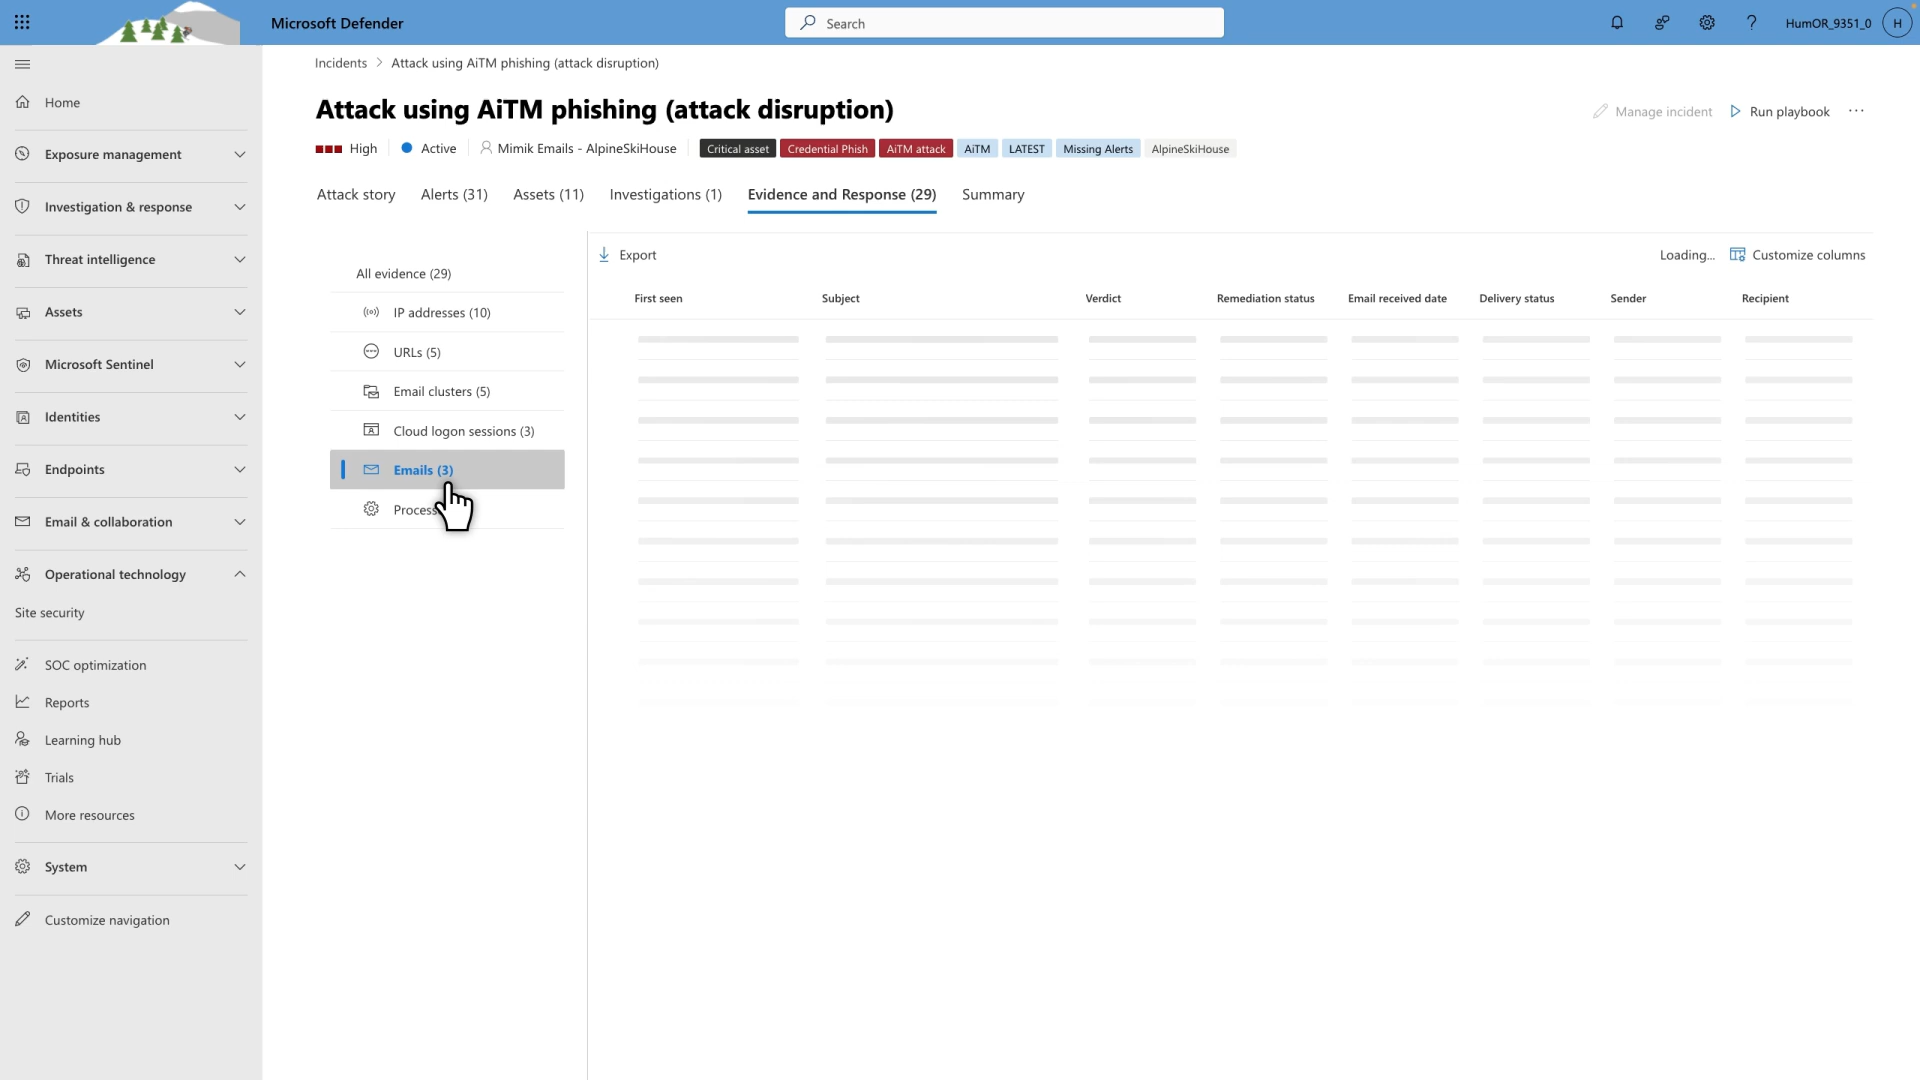 Microsoft Defender
Search
HumOR_9351_0
H
Home
Exposure management
Investigation & response
Threat intelligence
Assets
Microsoft Sentinel
Identities
Endpoints
Email & collaboration
Operational technology
Site security
SOC optimization
Reports
Learning hub
Trials
More resources
System
Customize navigation
Incidents > Attack using AiTM phishing (attack disruption)
Attack using AiTM phishing (attack disruption)
Manage incident
Run playbook
High
Active
Mimik Emails - AlpineSkiHouse
Critical asset
Credential Phish
AiTM attack
AiTM
LATEST
Missing Alerts
AlpineSkiHouse
Attack story
Alerts (31)
Assets (11)
Investigations (1)
Evidence and Response (29)
Summary
All evidence (29)
IP addresses (10)
URLs (5)
Email clusters (5)
Cloud logon sessions (3)
Emails (3)
Process
Export
Loading...
Customize columns
First seen
Subject
Verdict
Remediation status
Email received date
Delivery status
Sender
Recipient